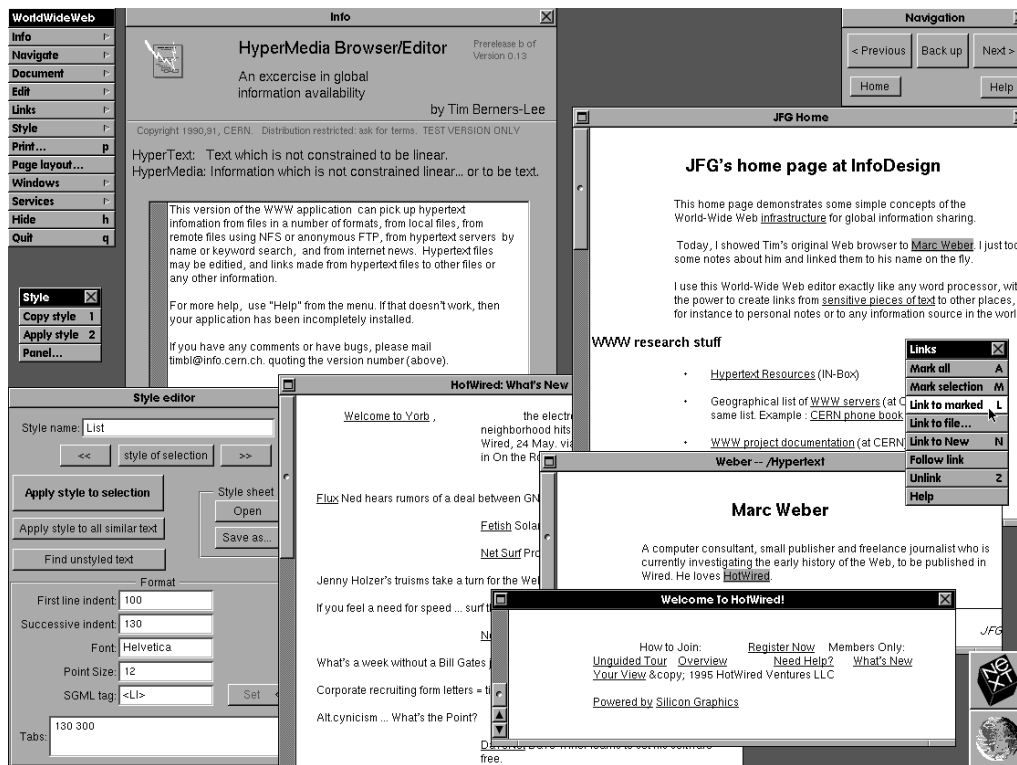 WorldWideWeb
Info
Navigate
Document
Edit
Links
Style
Print... p
Page layout...
Windows
Services
Hide h
Quit q
Style
Copy style 1
Apply style 2
Panel...
Info
HyperMedia Browser/Editor
Prerelease b of
Version 0.13
An excercise in global
information availability
by Tim Berners-Lee
Copyright 1990,91, CERN. Distribution restricted: ask for terms. TEST VERSION ONLY
HyperText: Text which is not constrained to be linear.
HyperMedia: Information which is not constrained linear... or to be text.
This version of the WWW application can pick up hypertext
infomation from files in a number of formats, from local files, from
remote files using NFS or anonymous FTP, from hypertext servers by
name or keyword search, and from internet news. Hypertext files
may be editied, and links made from hypertext files to other files or
any other information.
For more help, use "Help" from the menu. If that doesn't work, then
your application has been incompletely installed.
If you have any comments or have bugs, please mail
timbl@info.cern.ch. quoting the version number (above).
Navigation
< Previous Back up Next >
Home Help
JFG Home
JFG's home page at InfoDesign
This home page demonstrates some simple concepts of the
World-Wide Web infrastructure for global information sharing.
Today, I showed Tim's original Web browser to Marc Weber. I just too
some notes about him and linked them to his name on the fly.
I use this World-Wide Web editor exactly like any word processor, wit
the power to create links from sensitive pieces of text to other places,
for instance to personal notes or to any information source in the worl
WWW research stuff
• Hypertext Resources (IN-Box)
• Geographical list of WWW servers (at C
same list. Example : CERN phone book
• WWW project documentation (at CERN
Links
Mark all A
Mark selection M
Link to marked L
Link to file...
Link to New N
Follow link
Unlink Z
Help
Style editor
Style name: List
<< style of selection >>
Apply style to selection
Apply style to all similar text
Find unstyled text
Style sheet
Open
Save as...
Format
First line indent: 100
Successive indent: 130
Font: Helvetica
Point Size: 12
SGML tag: <LI>
Set <
Tabs: 130 300
HotWired: What's New
Welcome to Yorb , the electro
neighborhood hits
Wired, 24 May. via
in On the Ro
Flux Ned hears rumors of a deal between GN
Fetish Solar
Net Surf Pro
Jenny Holzer's truisms take a turn for the Wel
If you feel a need for speed ... surf th
Ne
What's a week without a Bill Gates j
Corporate recruiting form letters = ti
Alt.cynicism ... What's the Point?
free.
Weber -- /Hypertext
Marc Weber
A computer consultant, small publisher and freelance journalist who is
currently investigating the early history of the Web, to be published in
Wired. He loves HotWired.
JFG
Welcome To HotWired!
How to Join: Register Now Members Only:
Unguided Tour Overview Need Help? What's New
Your View &copy; 1995 HotWired Ventures LLC
Powered by Silicon Graphics
NeXT